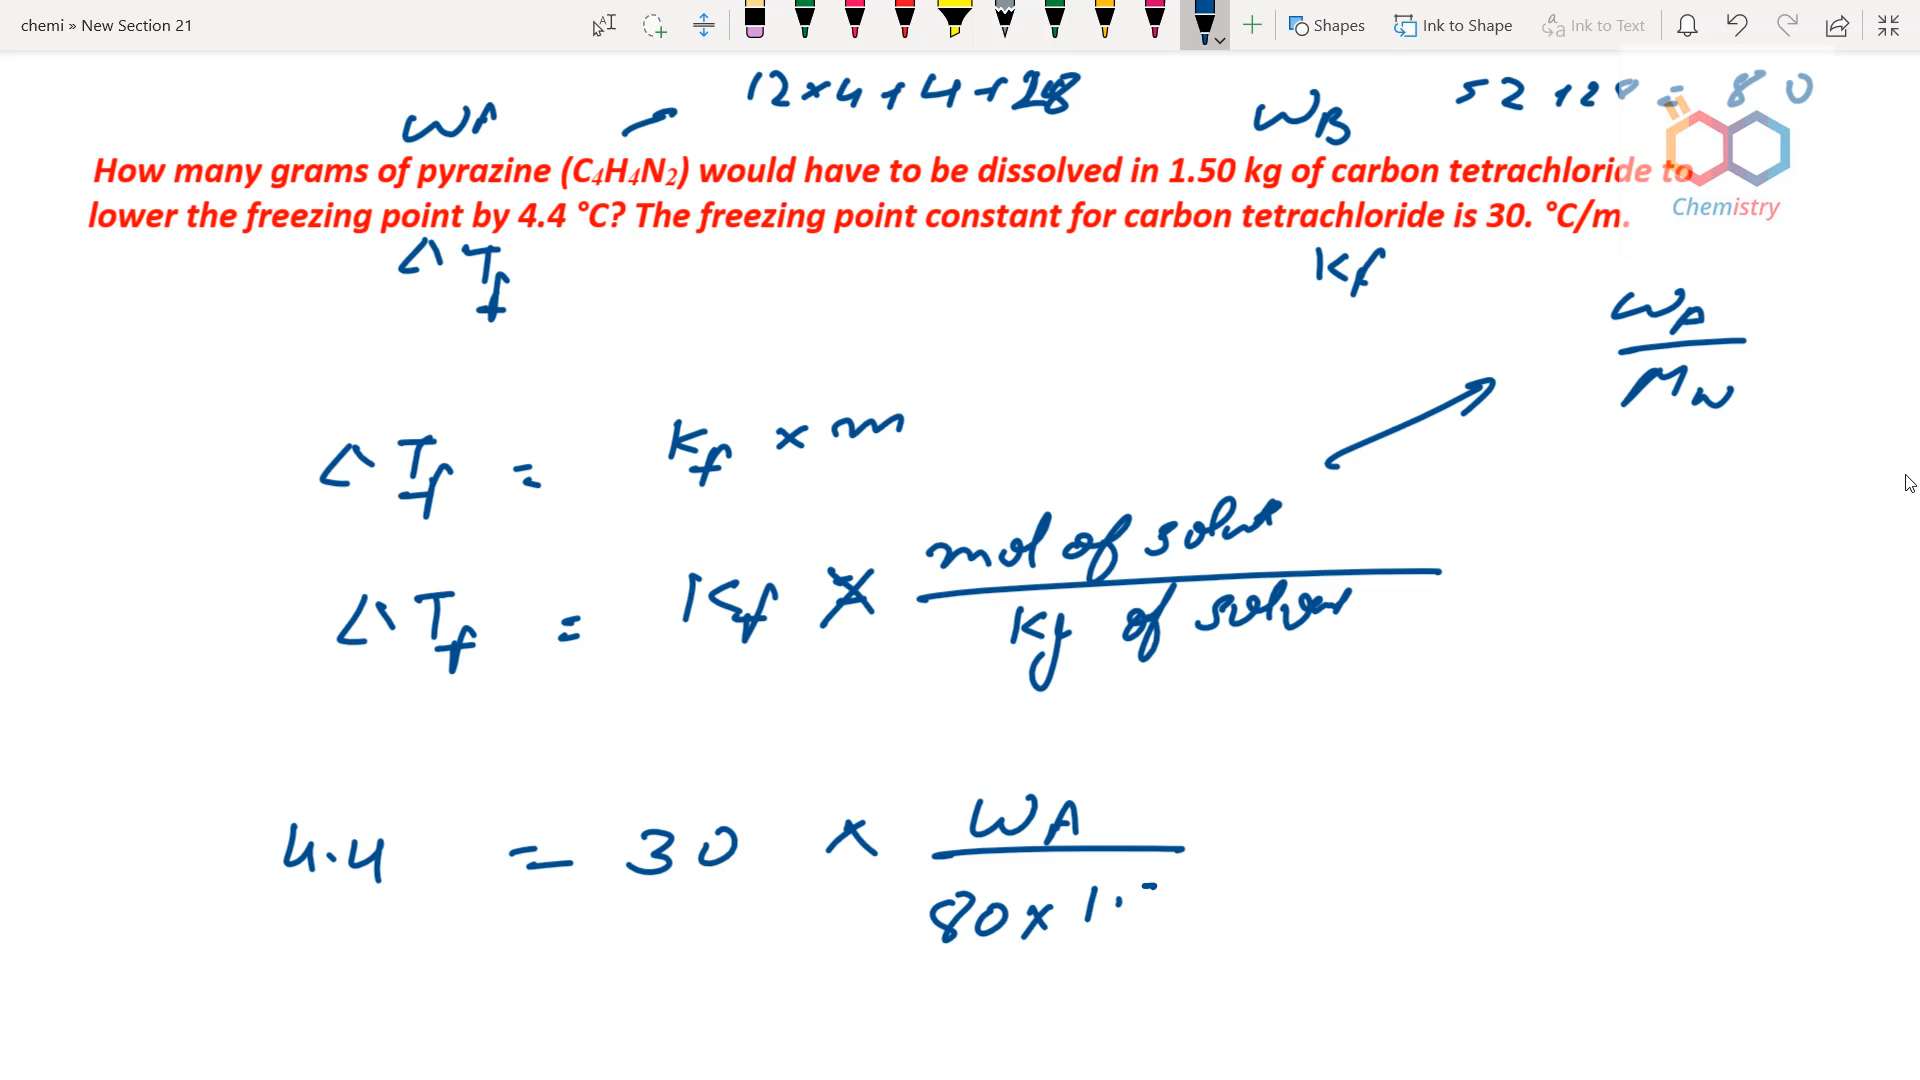 chemi » New Section 21 Shapes Ink to Shape Ink to Text
12×4+4+28 52+28=80
WA WB
How many grams of pyrazine (C₄H₄N₂) would have to be dissolved in 1.50 kg of carbon tetrachloride to
lower the freezing point by 4.4 °C? The freezing point constant for carbon tetrachloride is 30. °C/m.
Chemistry
ΔTf Kf
WA
Mw
ΔTf = Kf × m
mol of solute
ΔTf = Kf ×
Kg of solvent
WA
4.4 = 30 ×
80×1.